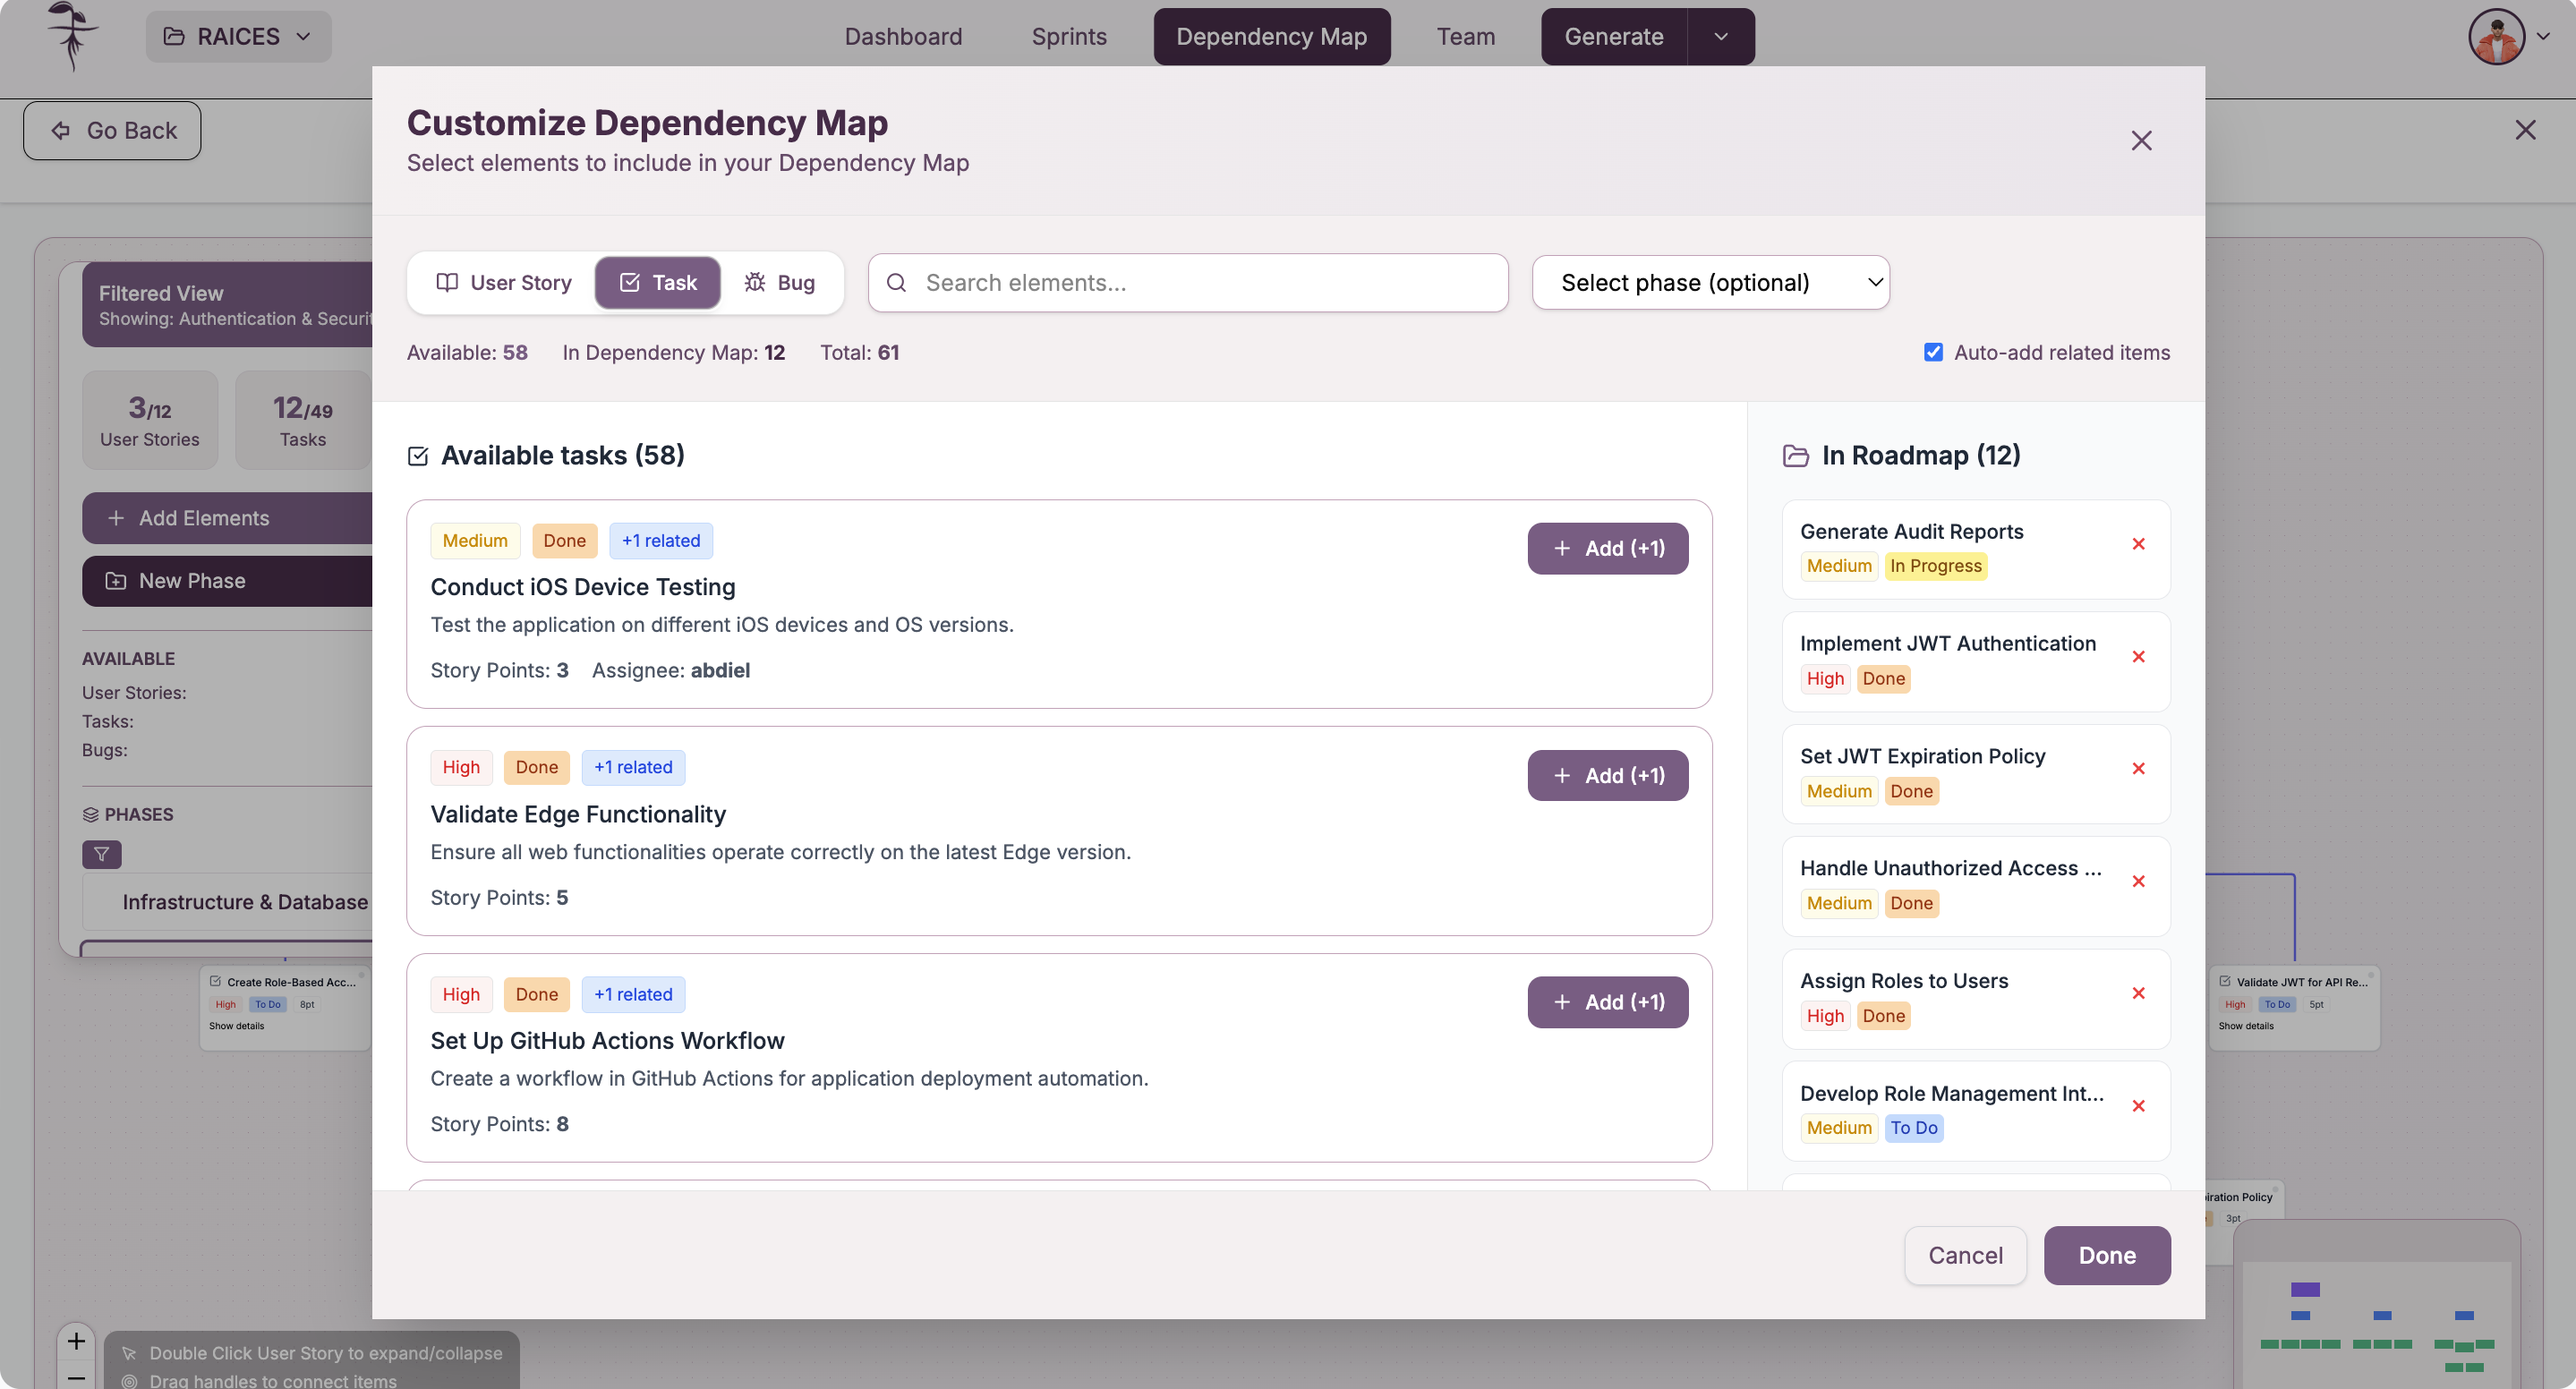 RAICES
Dashboard
Sprints
Dependency Map
Team
Generate
Go Back
Customize Dependency Map
Select elements to include in your Dependency Map
User Story
Task
Bug
Search elements...
Select phase (optional)
Available: 58
In Dependency Map: 12
Total: 61
Auto-add related items
Filtered View
Showing: Authentication & Securit
3/12
User Stories
12/49
Tasks
Add Elements
New Phase
AVAILABLE
User Stories:
Tasks:
Bugs:
PHASES
Infrastructure & Database
Create Role-Based Acc...
High To Do 8pt
Show details
Available tasks (58)
Medium Done +1 related
Add (+1)
Conduct iOS Device Testing
Test the application on different iOS devices and OS versions.
Story Points: 3 Assignee: abdiel
High Done +1 related
Add (+1)
Validate Edge Functionality
Ensure all web functionalities operate correctly on the latest Edge version.
Story Points: 5
High Done +1 related
Add (+1)
Set Up GitHub Actions Workflow
Create a workflow in GitHub Actions for application deployment automation.
Story Points: 8
In Roadmap (12)
Generate Audit Reports
Medium In Progress
Implement JWT Authentication
High Done
Set JWT Expiration Policy
Medium Done
Handle Unauthorized Access ...
Medium Done
Assign Roles to Users
High Done
Develop Role Management Int...
Medium To Do
Validate JWT for API Re...
High To Do 5pt
Show details
iration Policy
3pt
Cancel
Done
Double Click User Story to expand/collapse
Drag handles to connect items